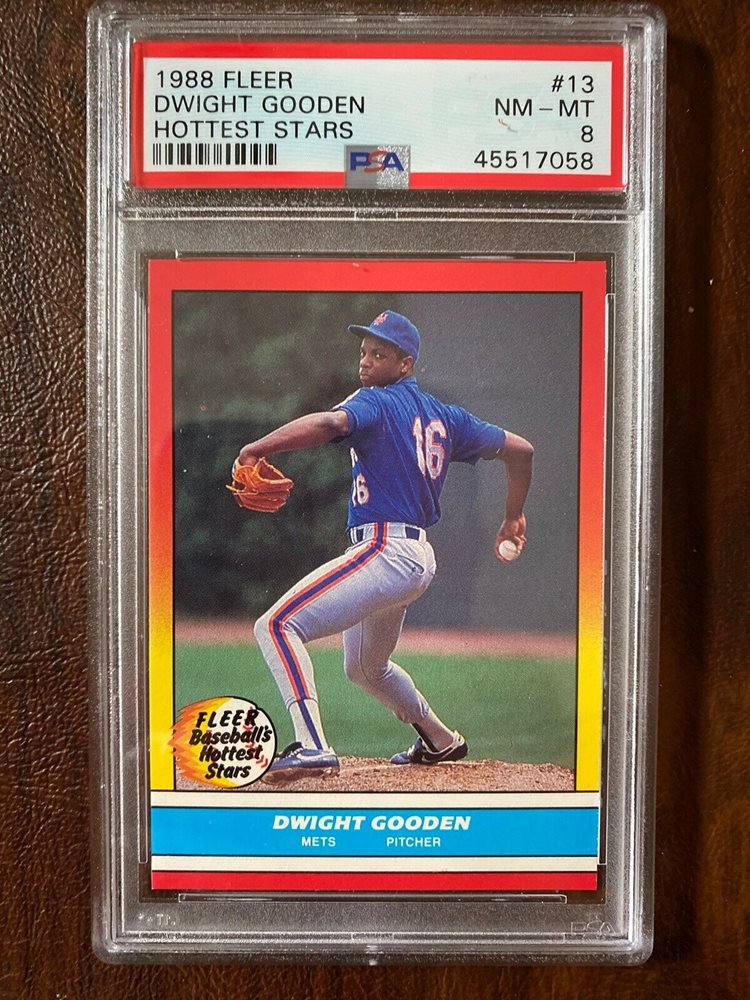 1988 FLEER
#13
DWIGHT GOODEN
NM - MT
HOTTEST STARS
8
PSA
45517058
16
16
FLEER
Baseball's
Hottest
Stars
DWIGHT GOODEN
METS PITCHER
PSA